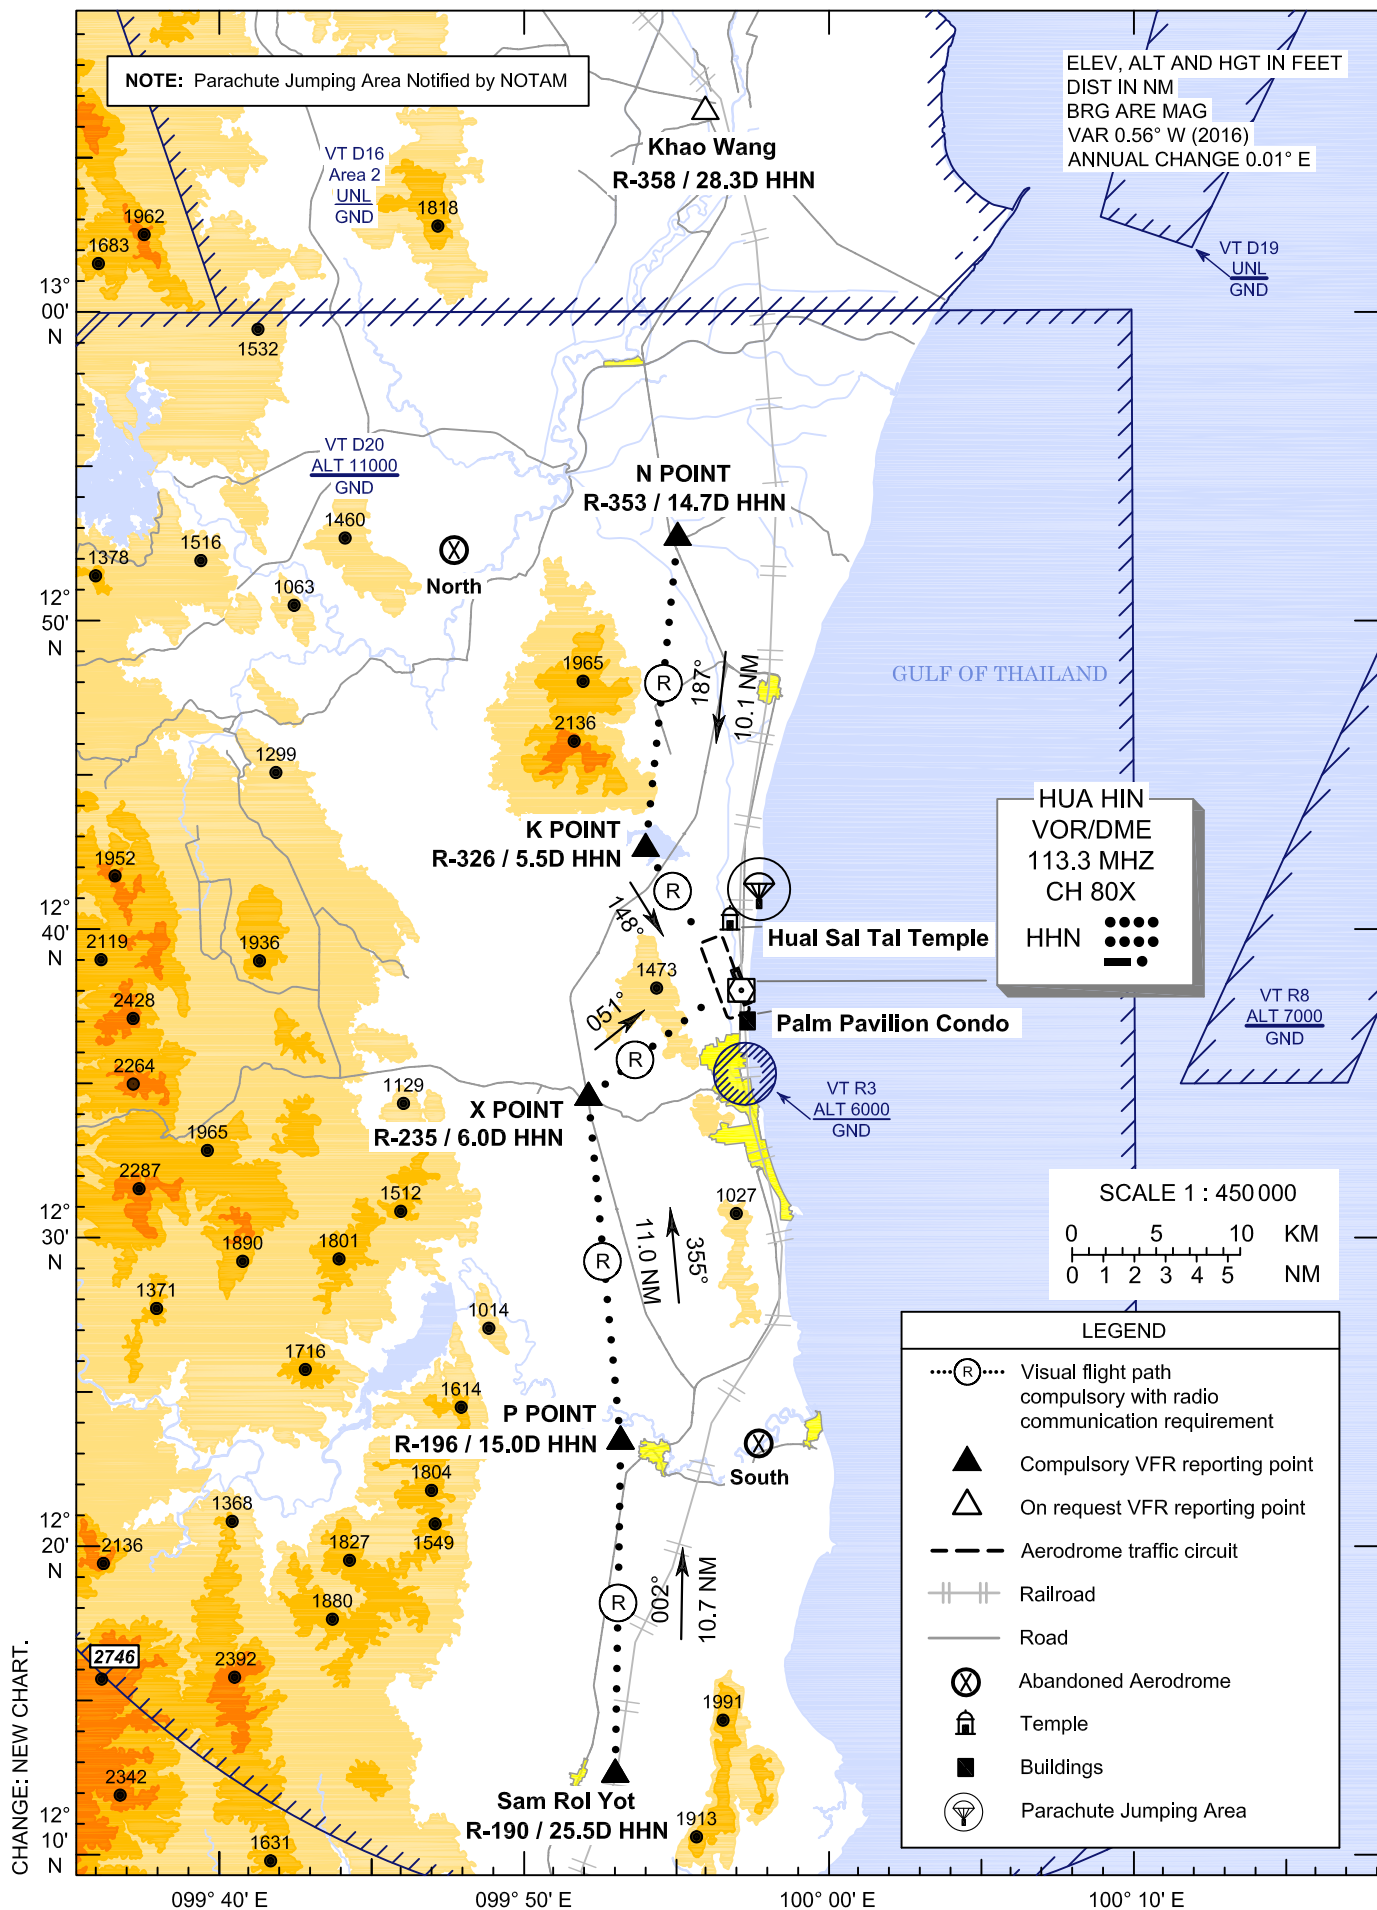 NOTE: Parachute Jumping Area Notified by NOTAM
ELEV, ALT AND HGT IN FEET
DIST IN NM
BRG ARE MAG
VAR 0.56° W (2016)
ANNUAL CHANGE 0.01° E
Khao Wang
R-358 / 28.3D HHN
VT D16
Area 2
UNL
GND
1818
1962
1683
VT D19
UNL
GND
13°
00'
N
1532
VT D20
ALT 11000
GND
N POINT
R-353 / 14.7D HHN
1460
1516
1378
1063
North
12°
50'
N
1965
R
187°
10.1 NM
GULF OF THAILAND
2136
1299
HUA HIN
VOR/DME
113.3 MHZ
CH 80X
HHN
K POINT
R-326 / 5.5D HHN
1952
R
148°
12°
40'
N
2119
1936
Hual Sal Tal Temple
1473
2428
051°
Palm Pavilion Condo
VT R8
ALT 7000
GND
R
2264
1129
VT R3
ALT 6000
GND
X POINT
R-235 / 6.0D HHN
1965
2287
1512
1027
SCALE 1 : 450 000
0 5 10 KM
0 1 2 3 4 5 NM
12°
30'
N
1890
1801
R
11.0 NM
355°
1371
1014
1716
1614
P POINT
R-196 / 15.0D HHN
South
1804
1368
1549
12°
20'
N
2136
1827
1880
R
002°
10.7 NM
2746
2392
1991
2342
Sam Rol Yot
R-190 / 25.5D HHN
1913
12°
10'
N
1631
LEGEND
R
Visual flight path
compulsory with radio
communication requirement
Compulsory VFR reporting point
On request VFR reporting point
Aerodrome traffic circuit
Railroad
Road
Abandoned Aerodrome
Temple
Buildings
Parachute Jumping Area
099° 40' E
099° 50' E
100° 00' E
100° 10' E
CHANGE: NEW CHART.